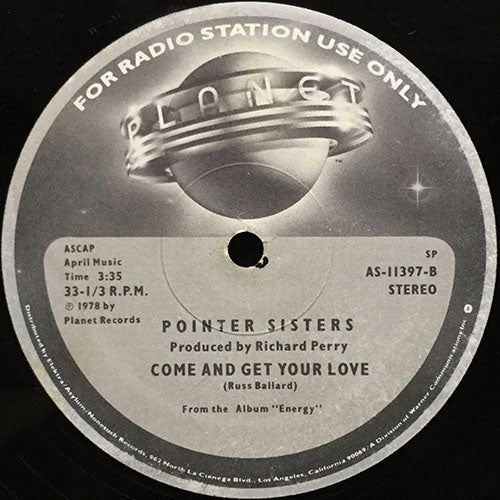 FOR RADIO STATION USE ONLY
PLANET
TM
ASCAP
April Music
Time 3:35
33-1/3 R.P.M.
℗ 1978 by
Planet Records
SP
AS-11397-B
STEREO
POINTER SISTERS
Produced by Richard Perry
COME AND GET YOUR LOVE
(Russ Ballard)
From the Album "Energy"
Distributed by Elektra/Asylum/Nonesuch Records, 962 North La Cienega Blvd., Los Angeles, California 90069/A Division of Warner Communications Inc.